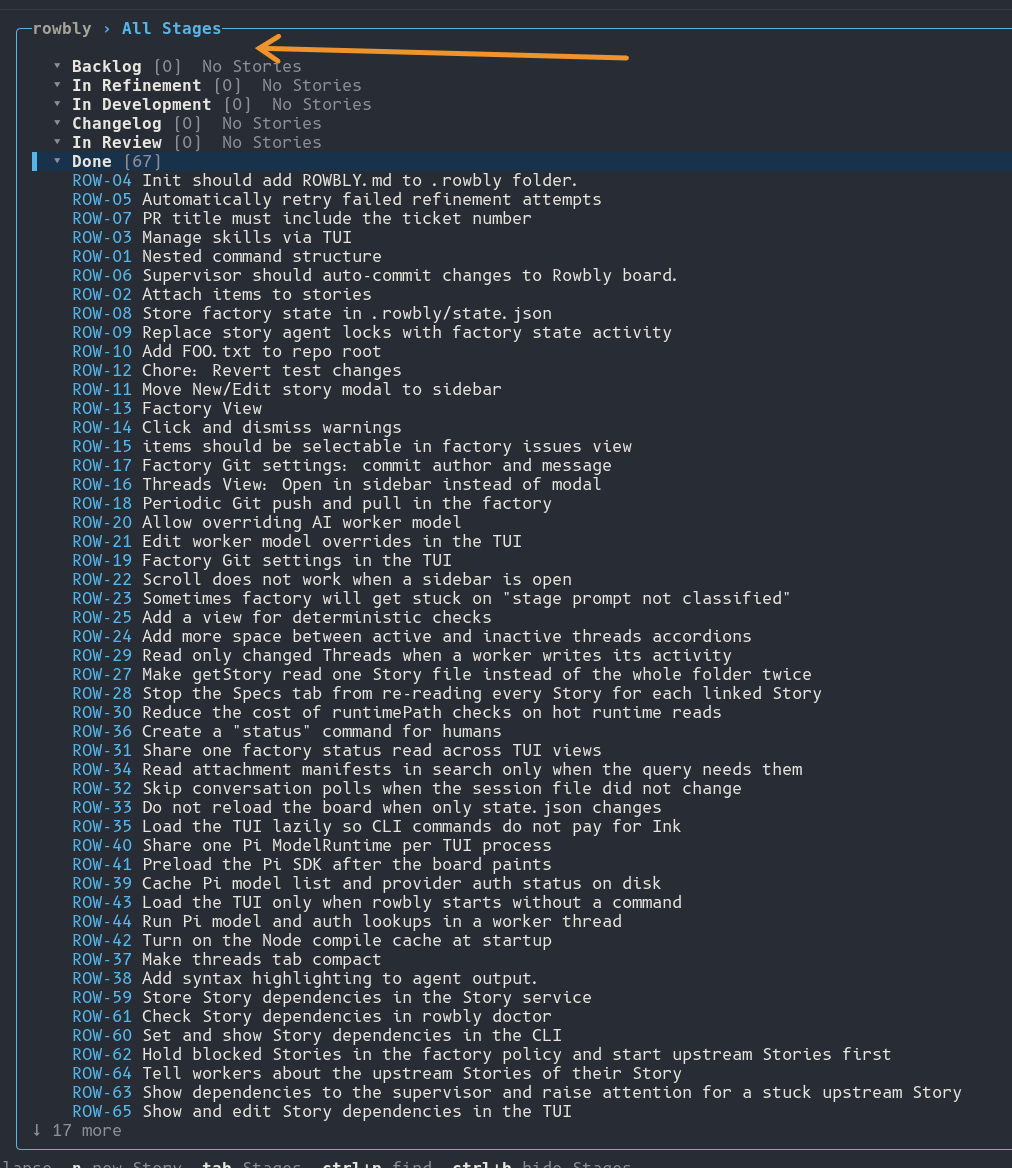 rowbly › All Stages
▾ Backlog [0] No Stories
▾ In Refinement [0] No Stories
▾ In Development [0] No Stories
▾ Changelog [0] No Stories
▾ In Review [0] No Stories
▾ Done [67]
ROW-04 Init should add ROWBLY.md to .rowbly folder.
ROW-05 Automatically retry failed refinement attempts
ROW-07 PR title must include the ticket number
ROW-03 Manage skills via TUI
ROW-01 Nested command structure
ROW-06 Supervisor should auto-commit changes to Rowbly board.
ROW-02 Attach items to stories
ROW-08 Store factory state in .rowbly/state.json
ROW-09 Replace story agent locks with factory state activity
ROW-10 Add FOO.txt to repo root
ROW-12 Chore: Revert test changes
ROW-11 Move New/Edit story modal to sidebar
ROW-13 Factory View
ROW-14 Click and dismiss warnings
ROW-15 items should be selectable in factory issues view
ROW-17 Factory Git settings: commit author and message
ROW-16 Threads View: Open in sidebar instead of modal
ROW-18 Periodic Git push and pull in the factory
ROW-20 Allow overriding AI worker model
ROW-21 Edit worker model overrides in the TUI
ROW-19 Factory Git settings in the TUI
ROW-22 Scroll does not work when a sidebar is open
ROW-23 Sometimes factory will get stuck on "stage prompt not classified"
ROW-25 Add a view for deterministic checks
ROW-24 Add more space between active and inactive threads accordions
ROW-29 Read only changed Threads when a worker writes its activity
ROW-27 Make getStory read one Story file instead of the whole folder twice
ROW-28 Stop the Specs tab from re-reading every Story for each linked Story
ROW-30 Reduce the cost of runtimePath checks on hot runtime reads
ROW-36 Create a "status" command for humans
ROW-31 Share one factory status read across TUI views
ROW-34 Read attachment manifests in search only when the query needs them
ROW-32 Skip conversation polls when the session file did not change
ROW-33 Do not reload the board when only state.json changes
ROW-35 Load the TUI lazily so CLI commands do not pay for Ink
ROW-40 Share one Pi ModelRuntime per TUI process
ROW-41 Preload the Pi SDK after the board paints
ROW-39 Cache Pi model list and provider auth status on disk
ROW-43 Load the TUI only when rowbly starts without a command
ROW-44 Run Pi model and auth lookups in a worker thread
ROW-42 Turn on the Node compile cache at startup
ROW-37 Make threads tab compact
ROW-38 Add syntax highlighting to agent output.
ROW-59 Store Story dependencies in the Story service
ROW-61 Check Story dependencies in rowbly doctor
ROW-60 Set and show Story dependencies in the CLI
ROW-62 Hold blocked Stories in the factory policy and start upstream Stories first
ROW-64 Tell workers about the upstream Stories of their Story
ROW-63 Show dependencies to the supervisor and raise attention for a stuck upstream Story
ROW-65 Show and edit Story dependencies in the TUI
↓ 17 more
lapse n new Story tab Stages ctrl+p find ctrl+b hide Stages